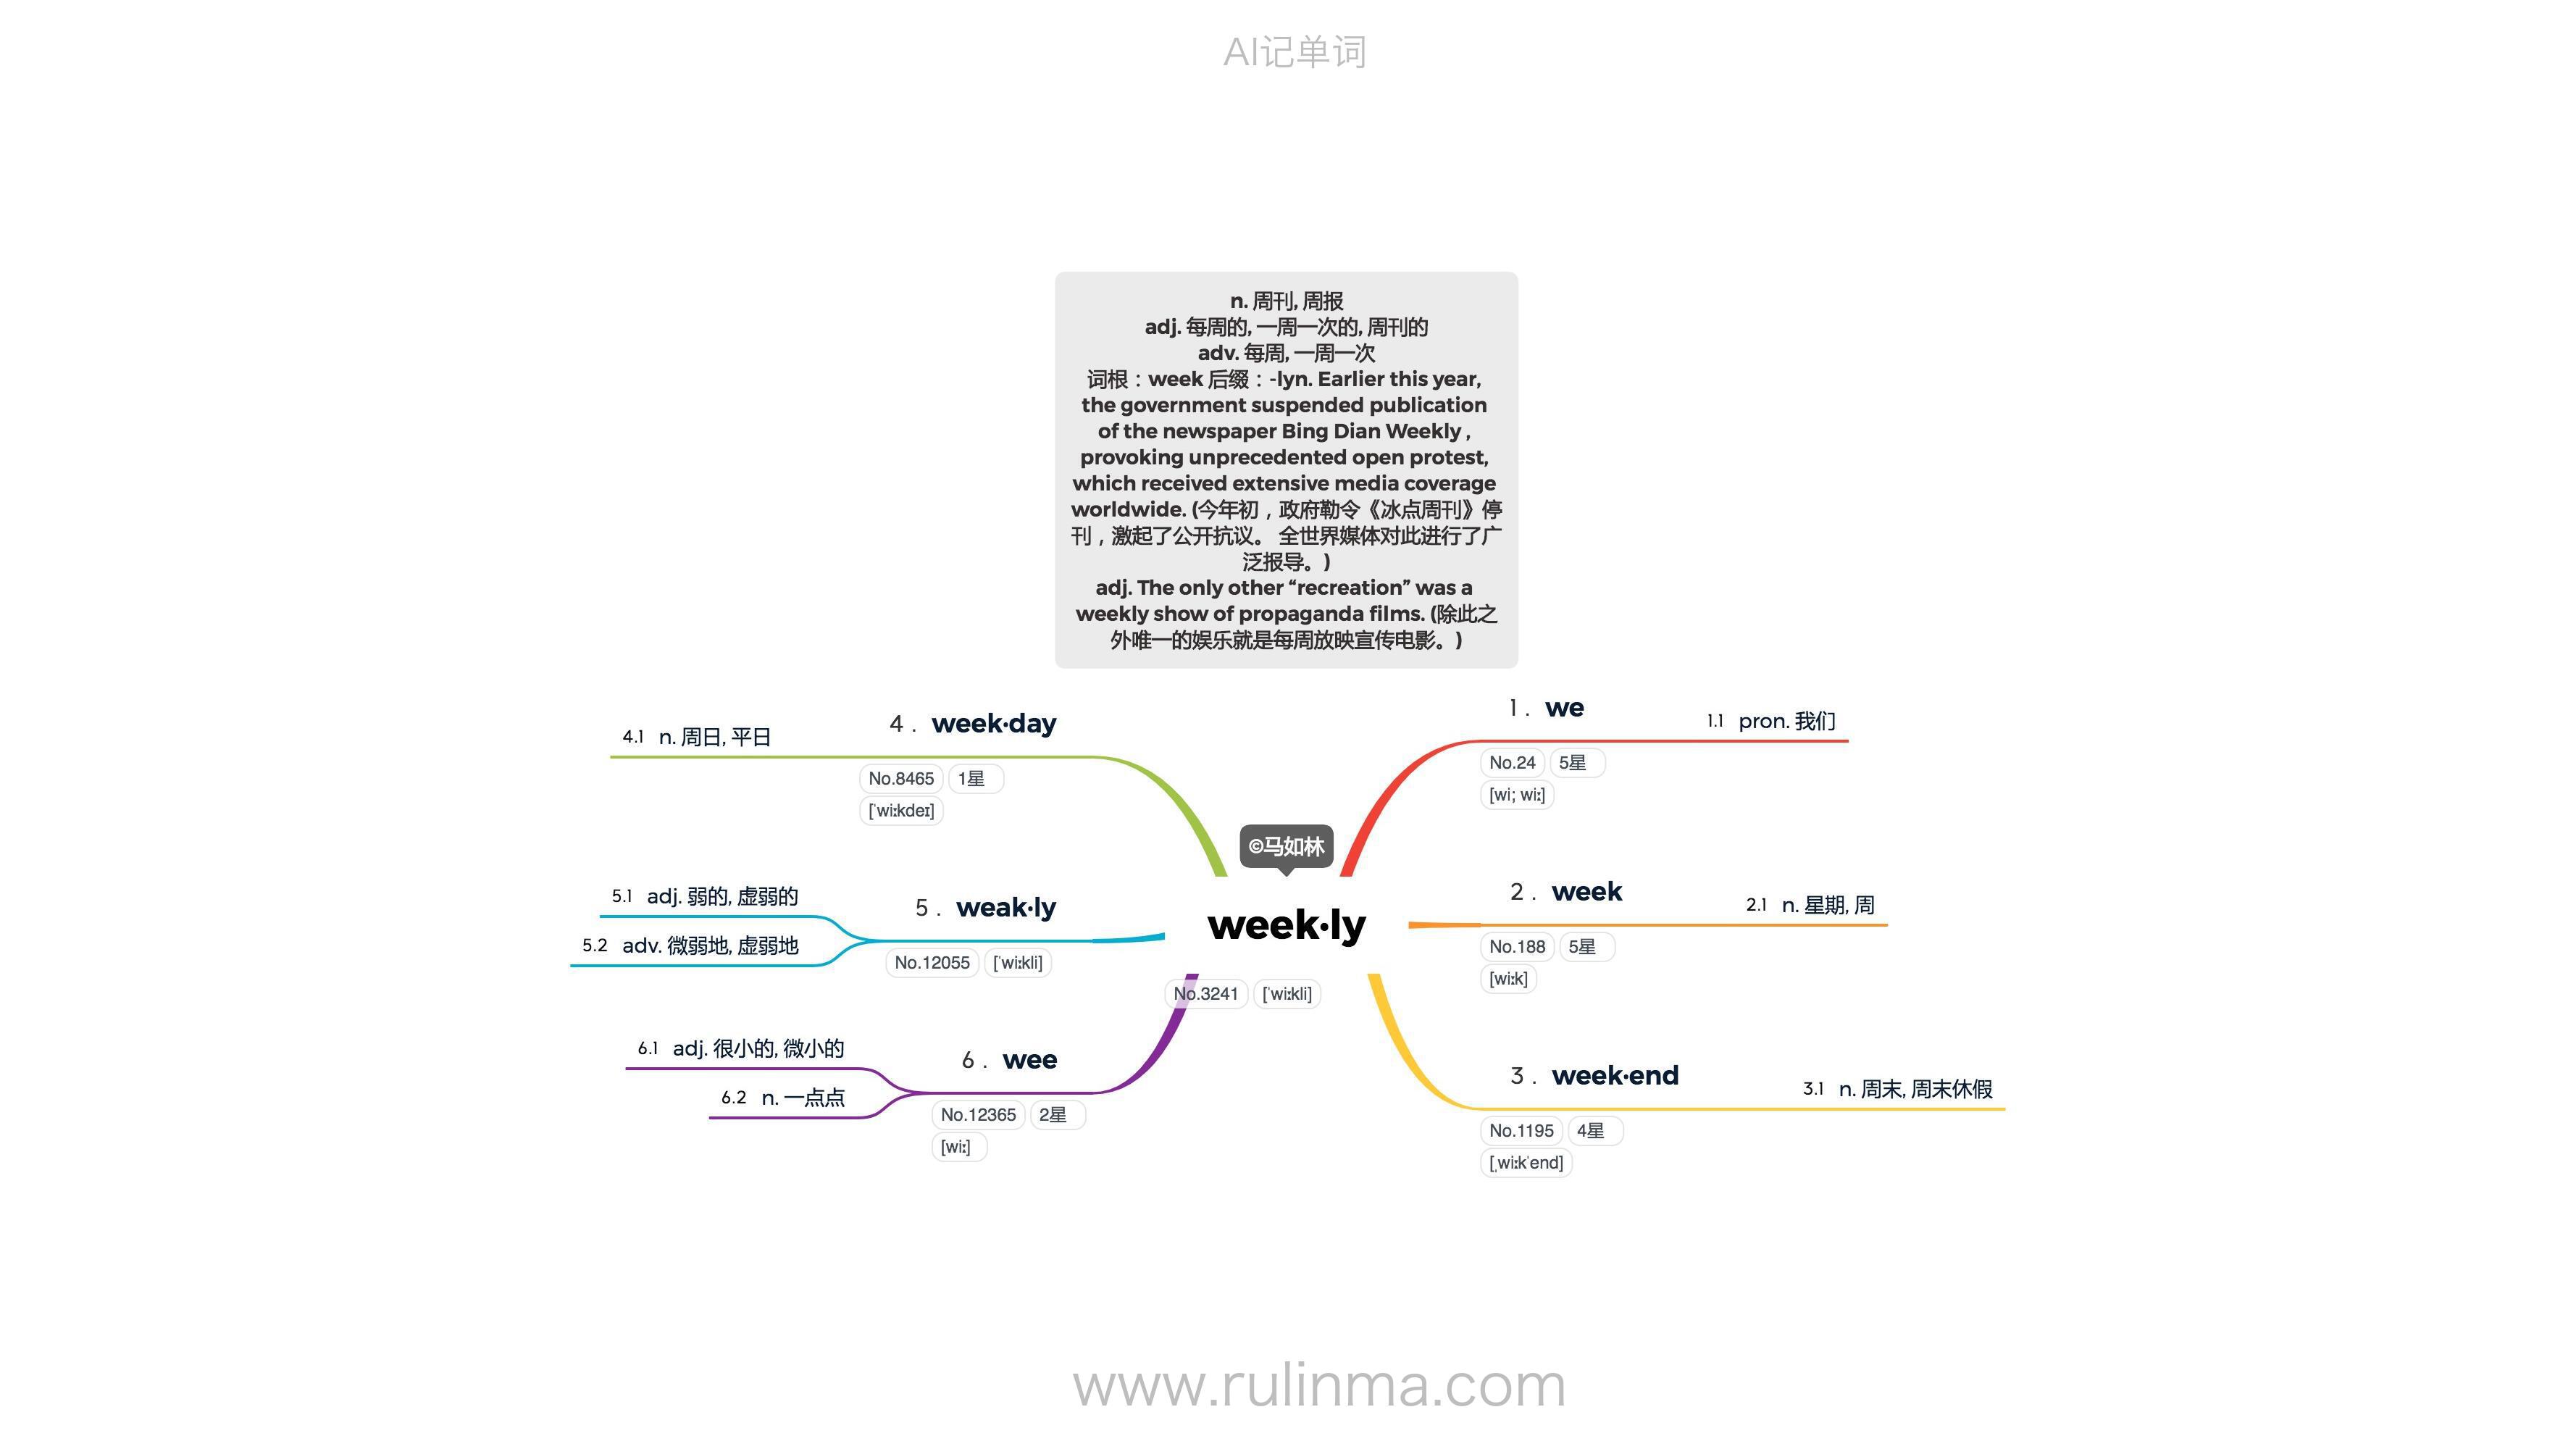 AI记单词
n. 周刊, 周报
adj. 每周的, 一周一次的, 周刊的
adv. 每周, 一周一次
词根：week 后缀：-lyn. Earlier this year,
the government suspended publication
of the newspaper Bing Dian Weekly ,
provoking unprecedented open protest,
which received extensive media coverage
worldwide. (今年初，政府勒令《冰点周刊》停
刊，激起了公开抗议。 全世界媒体对此进行了广
泛报导。)
adj. The only other “recreation” was a
weekly show of propaganda films. (除此之
外唯一的娱乐就是每周放映宣传电影。)
©马如林
week·ly
No.3241 [ˈwiːkli]
1 . we
1.1 pron. 我们
No.24 5星
[wi; wiː]
2 . week
2.1 n. 星期, 周
No.188 5星
[wiːk]
3 . week·end
3.1 n. 周末, 周末休假
No.1195 4星
[ˌwiːkˈend]
4 . week·day
4.1 n. 周日, 平日
No.8465 1星
[ˈwiːkdeɪ]
5 . weak·ly
5.1 adj. 弱的, 虚弱的
5.2 adv. 微弱地, 虚弱地
No.12055 [ˈwiːkli]
6 . wee
6.1 adj. 很小的, 微小的
6.2 n. 一点点
No.12365 2星
[wiː]
www.rulinma.com